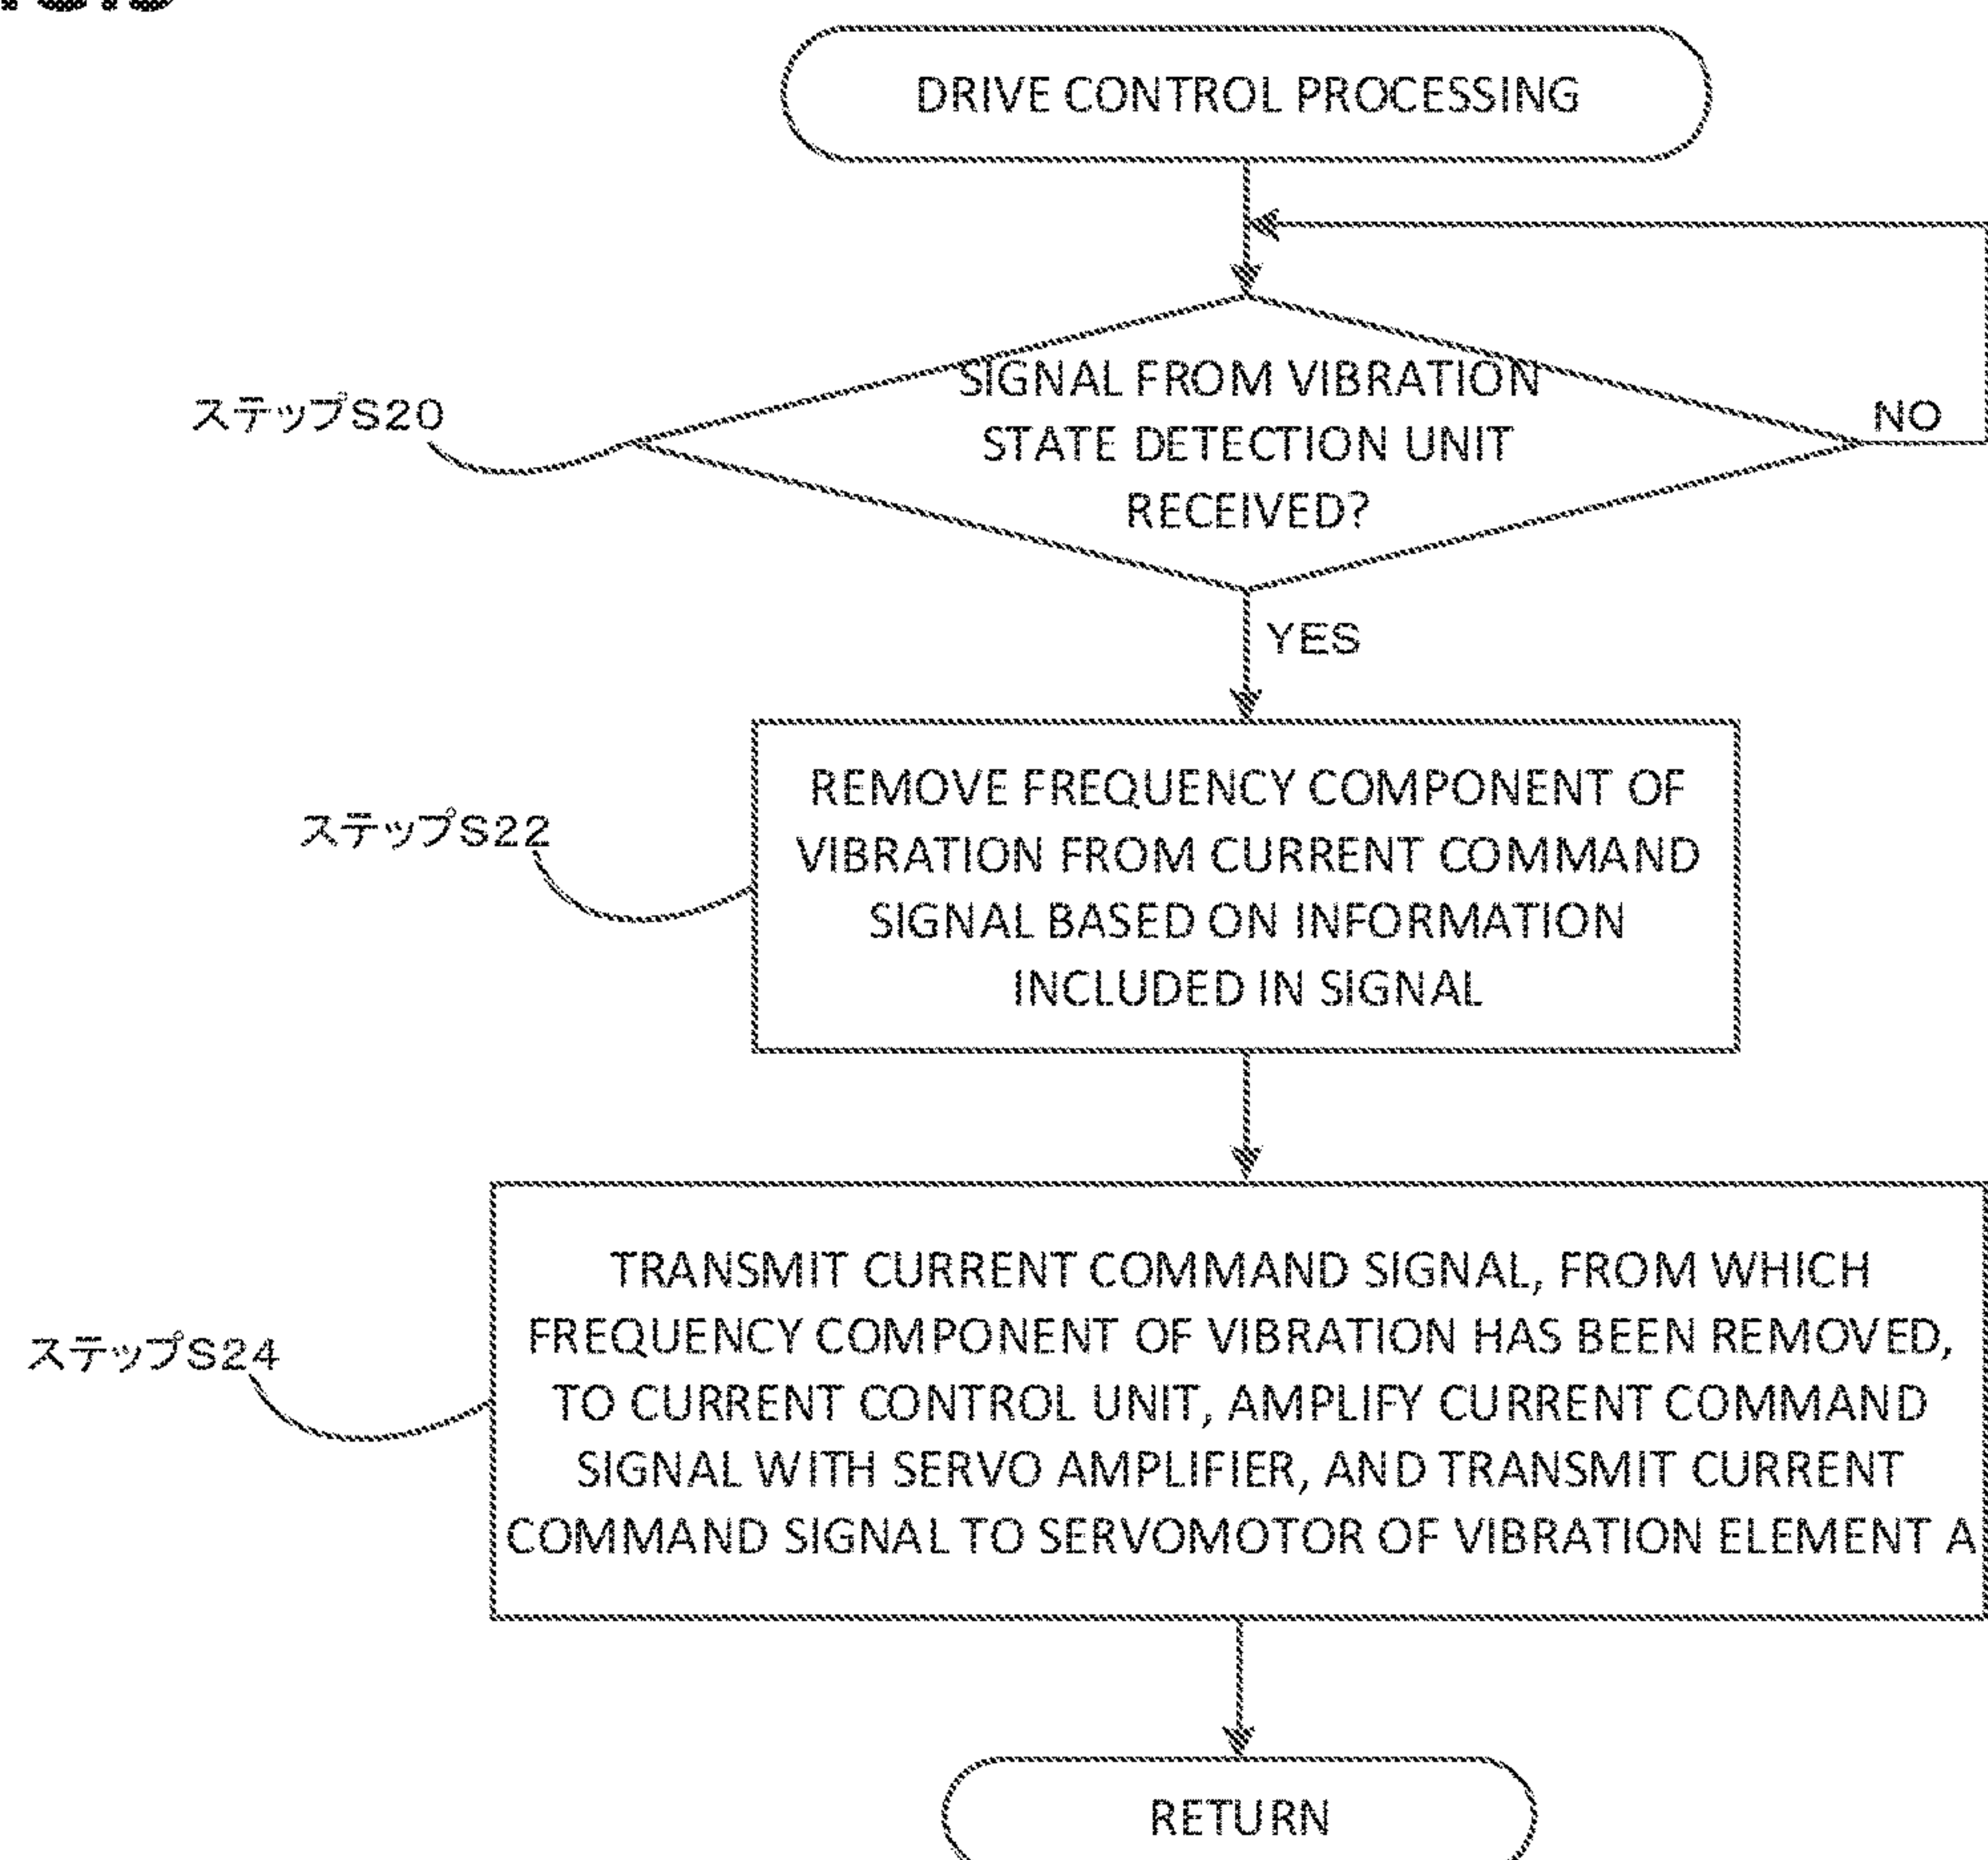 DRIVE CONTROL PROCESSING
ステップS20
SIGNAL FROM VIBRATION
STATE DETECTION UNIT
RECEIVED?
NO
YES
ステップS22
REMOVE FREQUENCY COMPONENT OF
VIBRATION FROM CURRENT COMMAND
SIGNAL BASED ON INFORMATION
INCLUDED IN SIGNAL
ステップS24
TRANSMIT CURRENT COMMAND SIGNAL, FROM WHICH
FREQUENCY COMPONENT OF VIBRATION HAS BEEN REMOVED,
TO CURRENT CONTROL UNIT, AMPLIFY CURRENT COMMAND
SIGNAL WITH SERVO AMPLIFIER, AND TRANSMIT CURRENT
COMMAND SIGNAL TO SERVOMOTOR OF VIBRATION ELEMENT A
RETURN